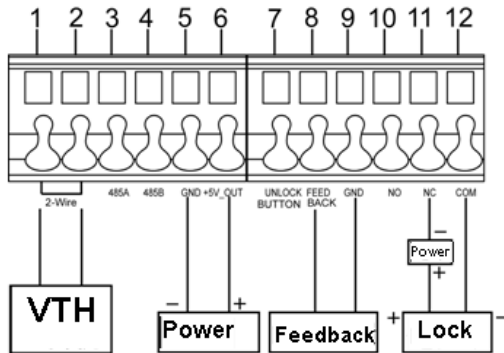 1 2 3 4 5 6 7 8 9 10 11 12
2-Wire 485A 485B GND +5V_OUT UNLOCK BUTTON FEED BACK GND NO NC COM
−
Power
+
VTH
− +
Power
Feedback
+ −
Lock